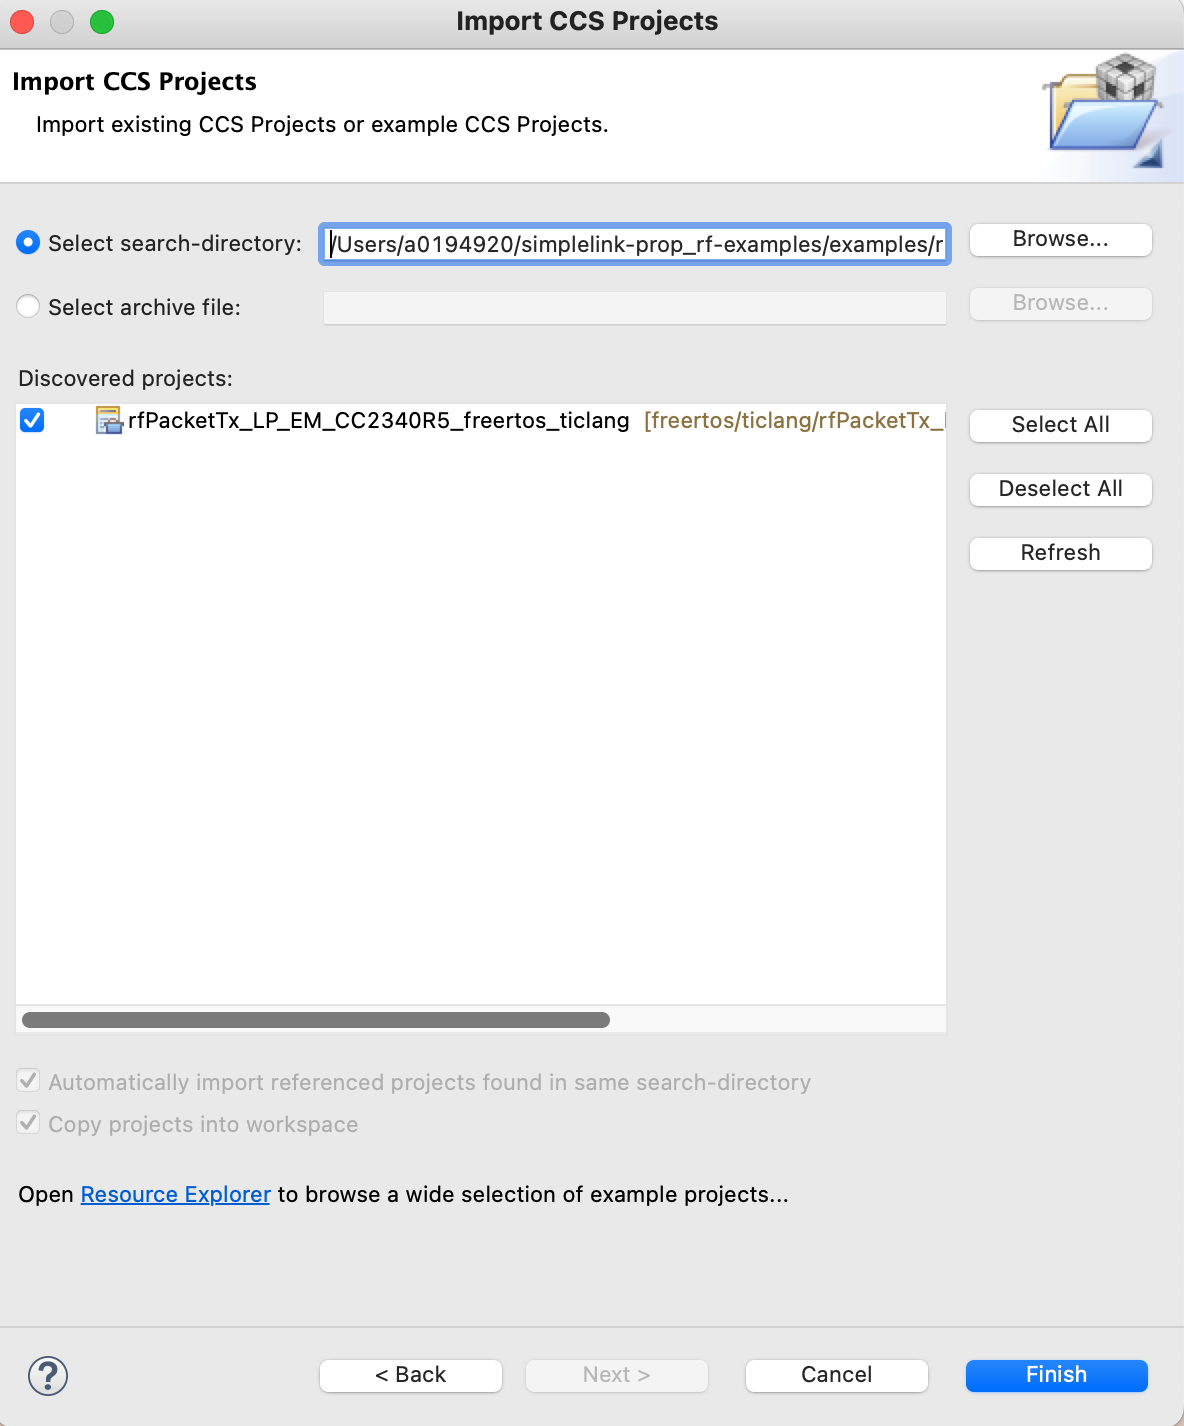 Import CCS Projects
Import CCS Projects
Import existing CCS Projects or example CCS Projects.
Select search-directory: /Users/a0194920/simplelink-prop_rf-examples/examples/r Browse...
Select archive file: Browse...
Discovered projects:
rfPacketTx_LP_EM_CC2340R5_freertos_ticlang [freertos/ticlang/rfPacketTx_
Select All
Deselect All
Refresh
Automatically import referenced projects found in same search-directory
Copy projects into workspace
Open Resource Explorer to browse a wide selection of example projects...
? < Back Next > Cancel Finish